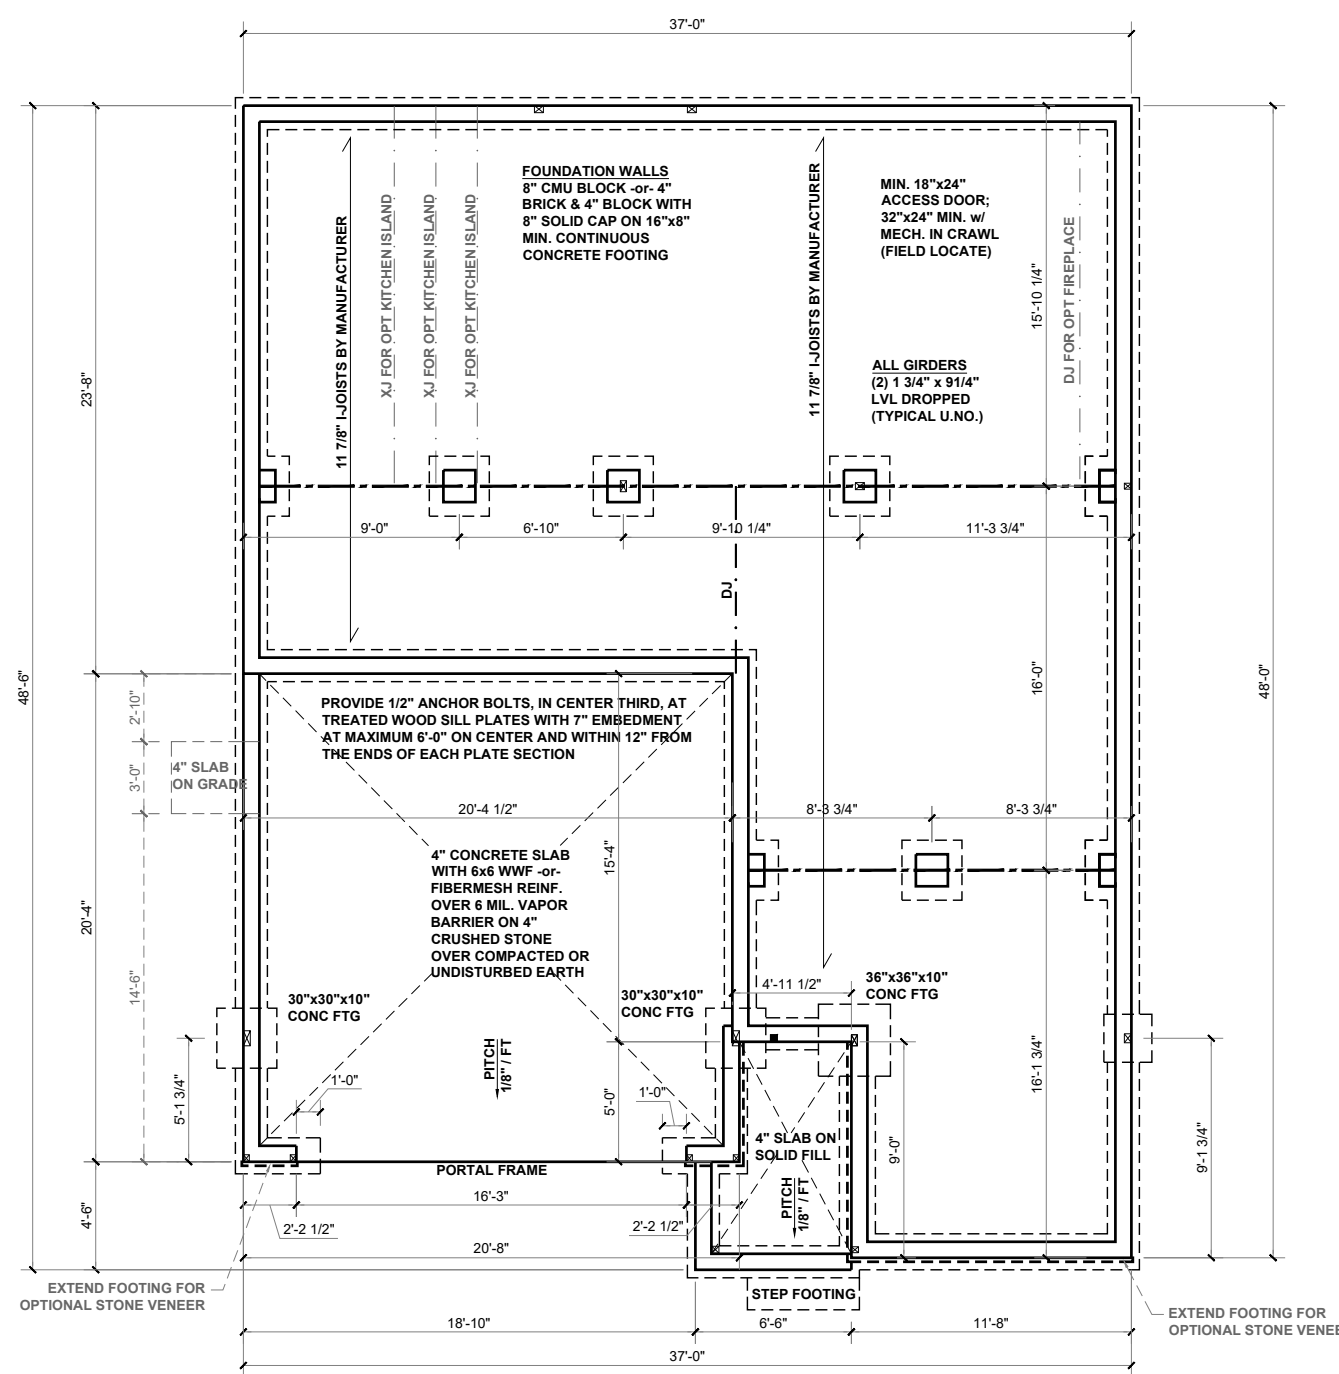 37'-0"
FOUNDATION WALLS
8" CMU BLOCK -or- 4"
BRICK & 4" BLOCK WITH
8" SOLID CAP ON 16"x8"
MIN. CONTINUOUS
CONCRETE FOOTING
MIN. 18"x24"
ACCESS DOOR;
32"x24" MIN. w/
MECH. IN CRAWL
(FIELD LOCATE)
11 7/8" I-JOISTS BY MANUFACTURER
XJ FOR OPT KITCHEN ISLAND
XJ FOR OPT KITCHEN ISLAND
XJ FOR OPT KITCHEN ISLAND
11 7/8" I-JOISTS BY MANUFACTURER
DJ FOR OPT FIREPLACE
15'-10 1/4"
23'-8"
ALL GIRDERS
(2) 1 3/4" x 91/4"
LVL DROPPED
(TYPICAL U.NO.)
9'-0"
6'-10"
9'-10 1/4"
11'-3 3/4"
DJ
48'-6"
16'-0"
48'-0"
2'-10"
3'-0"
4" SLAB
ON GRADE
PROVIDE 1/2" ANCHOR BOLTS, IN CENTER THIRD, AT
TREATED WOOD SILL PLATES WITH 7" EMBEDMENT
AT MAXIMUM 6'-0" ON CENTER AND WITHIN 12" FROM
THE ENDS OF EACH PLATE SECTION
20'-4 1/2"
8'-3 3/4"
8'-3 3/4"
15'-4"
4" CONCRETE SLAB
WITH 6x6 WWF -or-
FIBERMESH REINF.
OVER 6 MIL. VAPOR
BARRIER ON 4"
CRUSHED STONE
OVER COMPACTED OR
UNDISTURBED EARTH
20'-4"
14'-6"
30"x30"x10"
CONC FTG
30"x30"x10"
CONC FTG
4'-11 1/2"
36"x36"x10"
CONC FTG
PITCH
1/8" / FT
5'-1 3/4"
1'-0"
1'-0"
5'-0"
16'-1 3/4"
9'-0"
9'-1 3/4"
4" SLAB ON
SOLID FILL
PITCH
1/8" / FT
PORTAL FRAME
4'-6"
16'-3"
2'-2 1/2"
2'-2 1/2"
20'-8"
EXTEND FOOTING FOR
OPTIONAL STONE VENEER
STEP FOOTING
EXTEND FOOTING FOR
OPTIONAL STONE VENEE
18'-10"
6'-6"
11'-8"
37'-0"